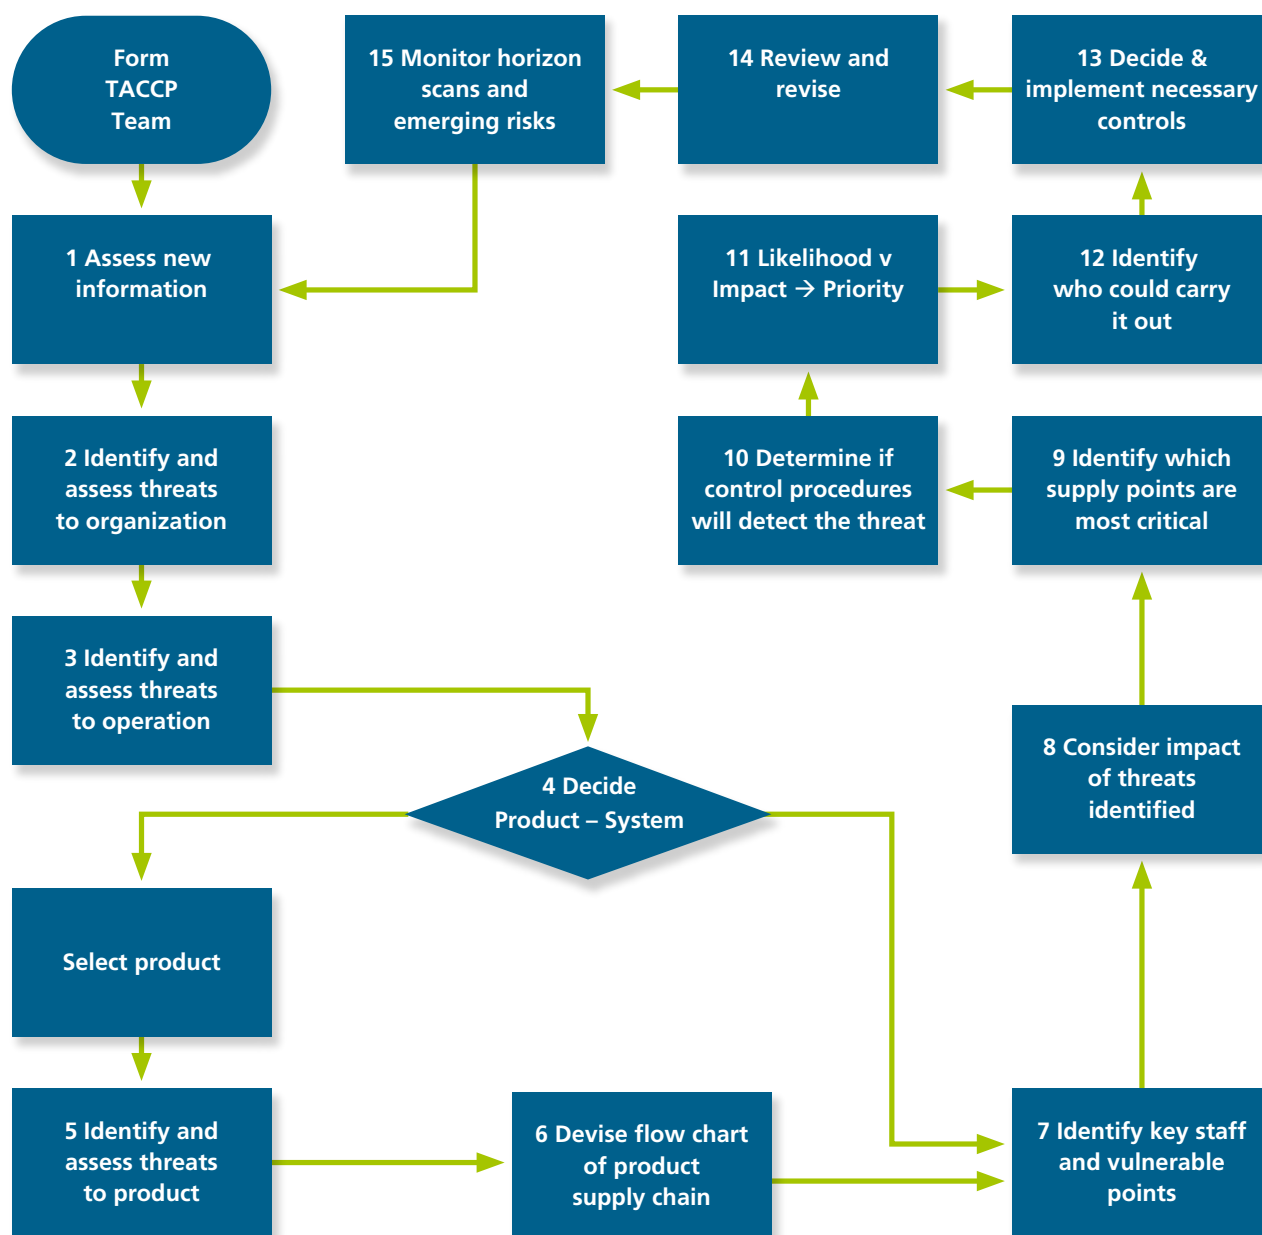 Form
TACCP
Team
15 Monitor horizon
scans and
emerging risks
14 Review and
revise
13 Decide &
implement necessary
controls
1 Assess new
information
11 Likelihood v
Impact → Priority
12 Identify
who could carry
it out
2 Identify and
assess threats
to organization
10 Determine if
control procedures
will detect the threat
9 Identify which
supply points are
most critical
3 Identify and
assess threats
to operation
4 Decide
Product – System
8 Consider impact
of threats
identified
Select product
5 Identify and
assess threats
to product
6 Devise flow chart
of product
supply chain
7 Identify key staff
and vulnerable
points